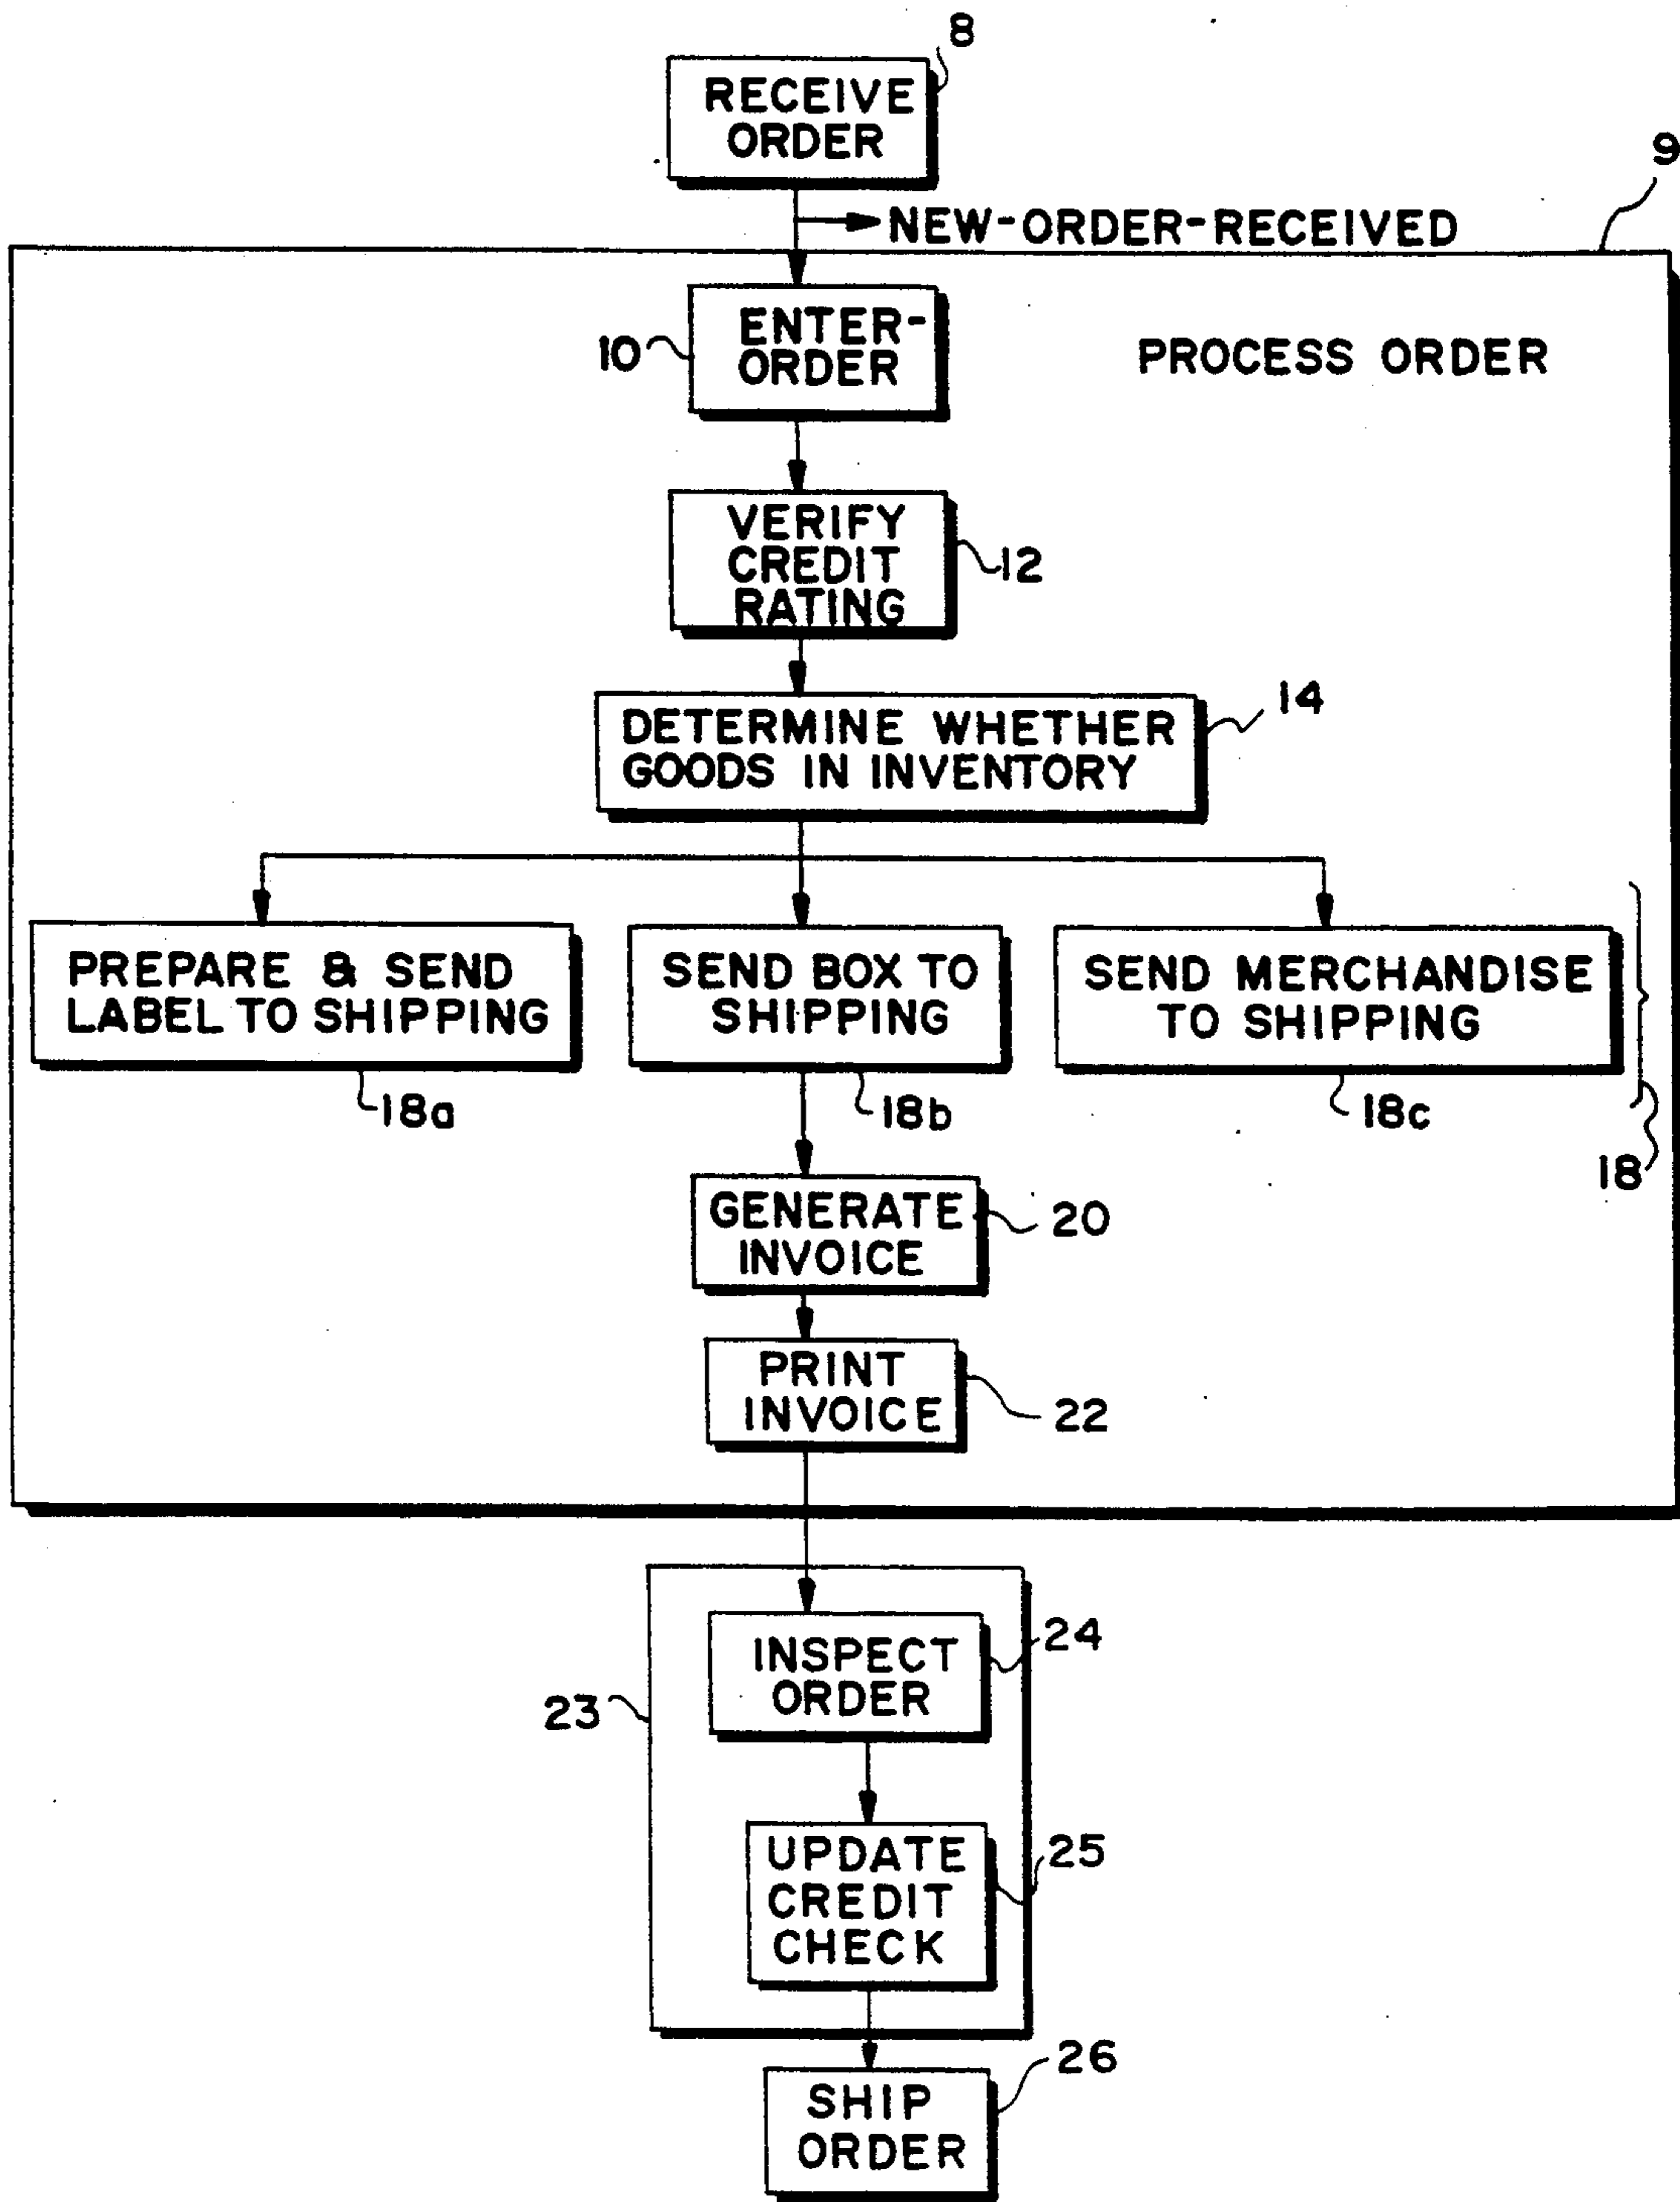 8
RECEIVE
ORDER
9
NEW-ORDER-RECEIVED
ENTER-
ORDER
10
PROCESS ORDER
VERIFY
CREDIT
RATING
12
DETERMINE WHETHER
GOODS IN INVENTORY
14
PREPARE & SEND
LABEL TO SHIPPING
18a
SEND BOX TO
SHIPPING
18b
SEND MERCHANDISE
TO SHIPPING
18c
18
GENERATE
INVOICE
20
PRINT
INVOICE
22
INSPECT
ORDER
24
23
UPDATE
CREDIT
CHECK
25
SHIP
ORDER
26